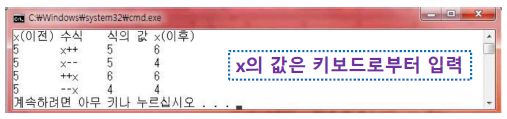 C:\Windows\system32\cmd.exe
x(이전) 수식 식의 값 x(이후)
5 x++ 5 6
5 x-- 5 4
5 ++x 6 6
5 --x 4 4
계속하려면 아무 키나 누르십시오 . . .
x의 값은 키보드로부터 입력